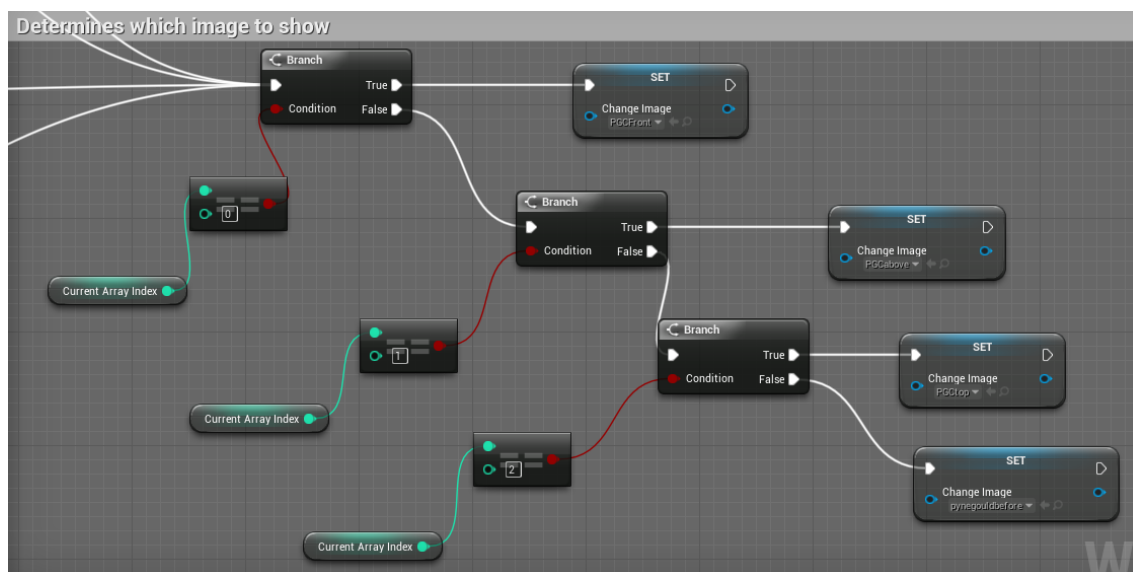 Determines which image to show
Branch
True
Condition
False
SET
Change Image
PGCFront
0
Current Array Index
Branch
True
Condition
False
SET
Change Image
PGCabove
1
Current Array Index
Branch
True
Condition
False
SET
Change Image
PGCtop
2
Current Array Index
SET
Change Image
pynegouldbefore
W